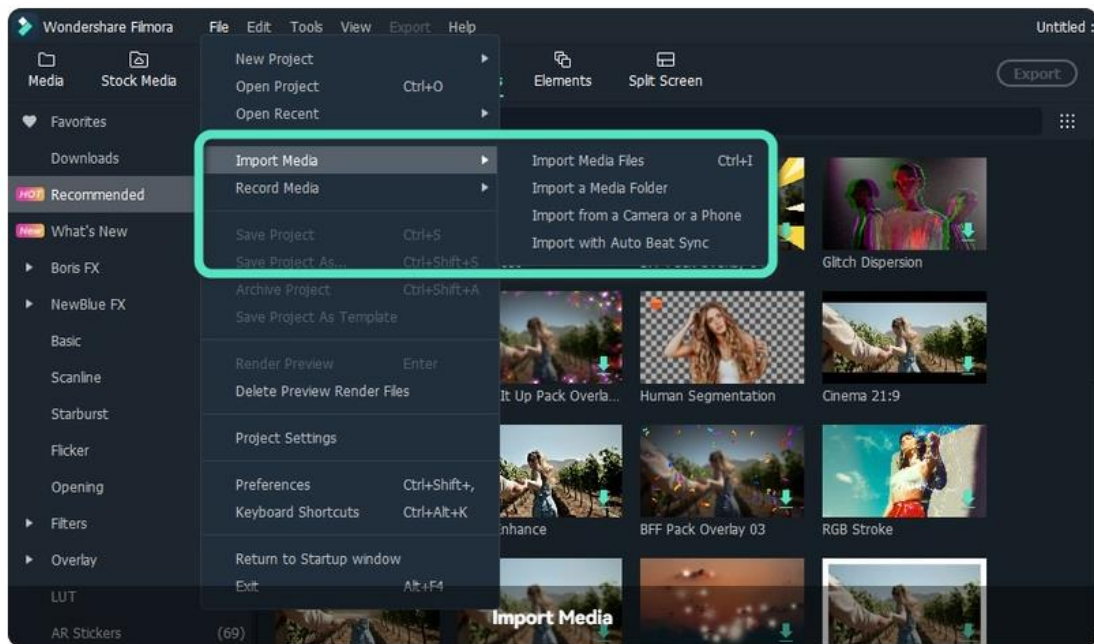 Wondershare Filmora File Edit Tools View Export Help Untitled :
Media Stock Media Elements Split Screen Export
Favorites
Downloads
HOT Recommended
New What's New
Boris FX
NewBlue FX
Basic
Scanline
Starburst
Flicker
Opening
Filters
Overlay
LUT
AR Stickers (69)
New Project
Open Project Ctrl+O
Open Recent
Import Media
Record Media
Save Project Ctrl+S
Save Project As... Ctrl+Shift+S
Archive Project Ctrl+Shift+A
Save Project As Template
Render Preview Enter
Delete Preview Render Files
Project Settings
Preferences Ctrl+Shift+,
Keyboard Shortcuts Ctrl+Alt+K
Return to Startup window
Exit Alt+F4
Import Media Files Ctrl+I
Import a Media Folder
Import from a Camera or a Phone
Import with Auto Beat Sync
Glitch Dispersion
It Up Pack Overla... Human Segmentation Cinema 21:9
BFF Pack Overlay 03 RGB Stroke
Import Media